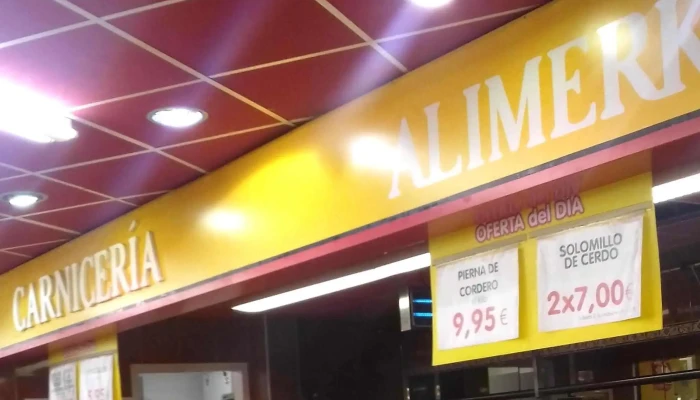 CARNICERÍA
ALIMERK
OFERTA del DIA
PIERNA DE
CORDERO
9,95€
SOLOMILLO
DE CERDO
2x7,00€